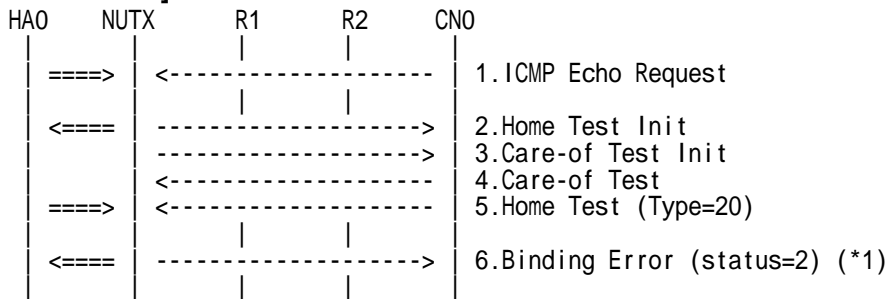 HA0 NUTX R1 R2 CN0
| | | | |
| ====> | <--------------------- | 1.ICMP Echo Request
| | | | |
| <==== | ---------------------> | 2.Home Test Init
| | ---------------------> | 3.Care-of Test Init
| | <--------------------- | 4.Care-of Test
| ====> | <--------------------- | 5.Home Test (Type=20)
| | | | |
| <==== | ---------------------> | 6.Binding Error (status=2) (*1)
| | | | |